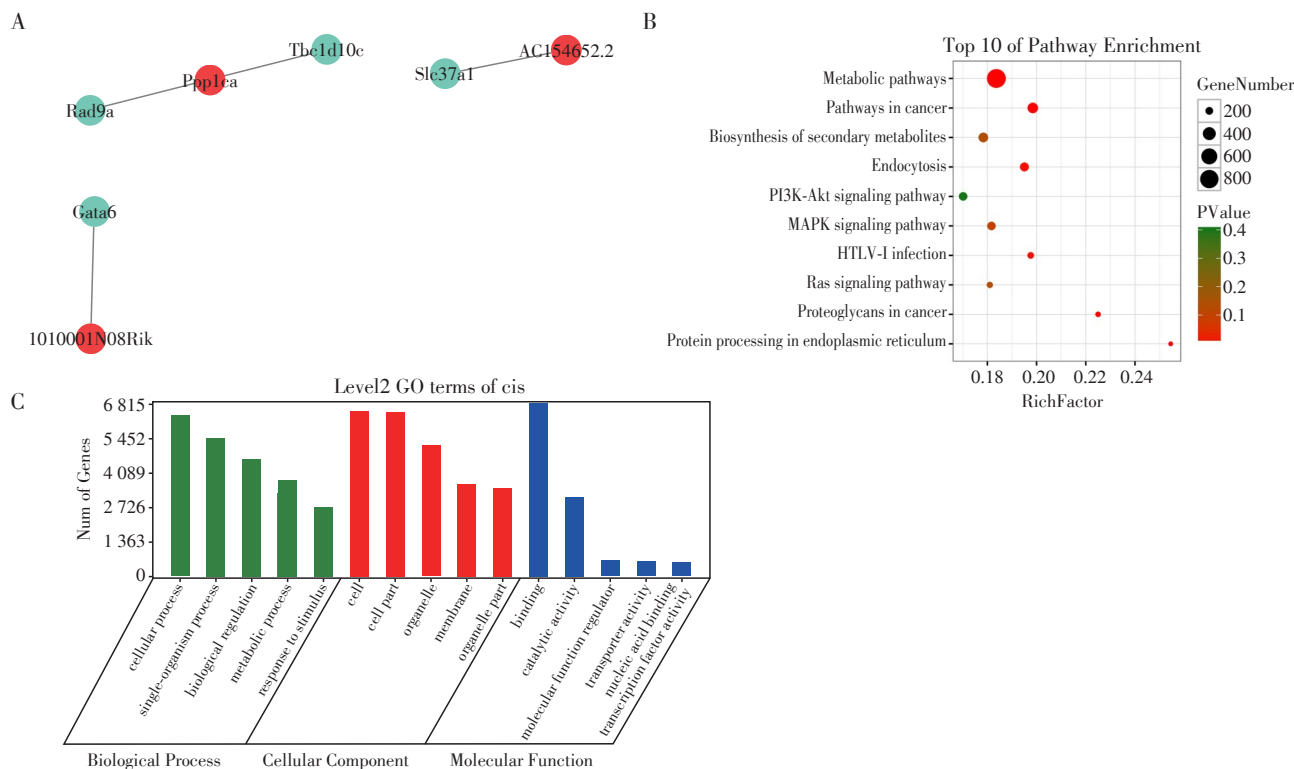 A
Tbc1d10c
Ppp1ca
Rad9a
AC154652.2
Slc37a1
Gata6
1010001N08Rik
B
Top 10 of Pathway Enrichment
Metabolic pathways
Pathways in cancer
Biosynthesis of secondary metabolites
Endocytosis
PI3K-Akt signaling pathway
MAPK signaling pathway
HTLV-I infection
Ras signaling pathway
Proteoglycans in cancer
Protein processing in endoplasmic reticulum
0.18 0.20 0.22 0.24
RichFactor
GeneNumber
200
400
600
800
PValue
0.4
0.3
0.2
0.1
C
Level2 GO terms of cis
Num of Genes
6 815
5 452
4 089
2 726
1 363
0
cellular process
single-organism process
biological regulation
metabolic process
response to stimulus
cell
cell part
organelle
membrane
organelle part
binding
catalytic activity
molecular function regulator
transporter activity
nucleic acid binding
transcription factor activity
Biological Process
Cellular Component
Molecular Function